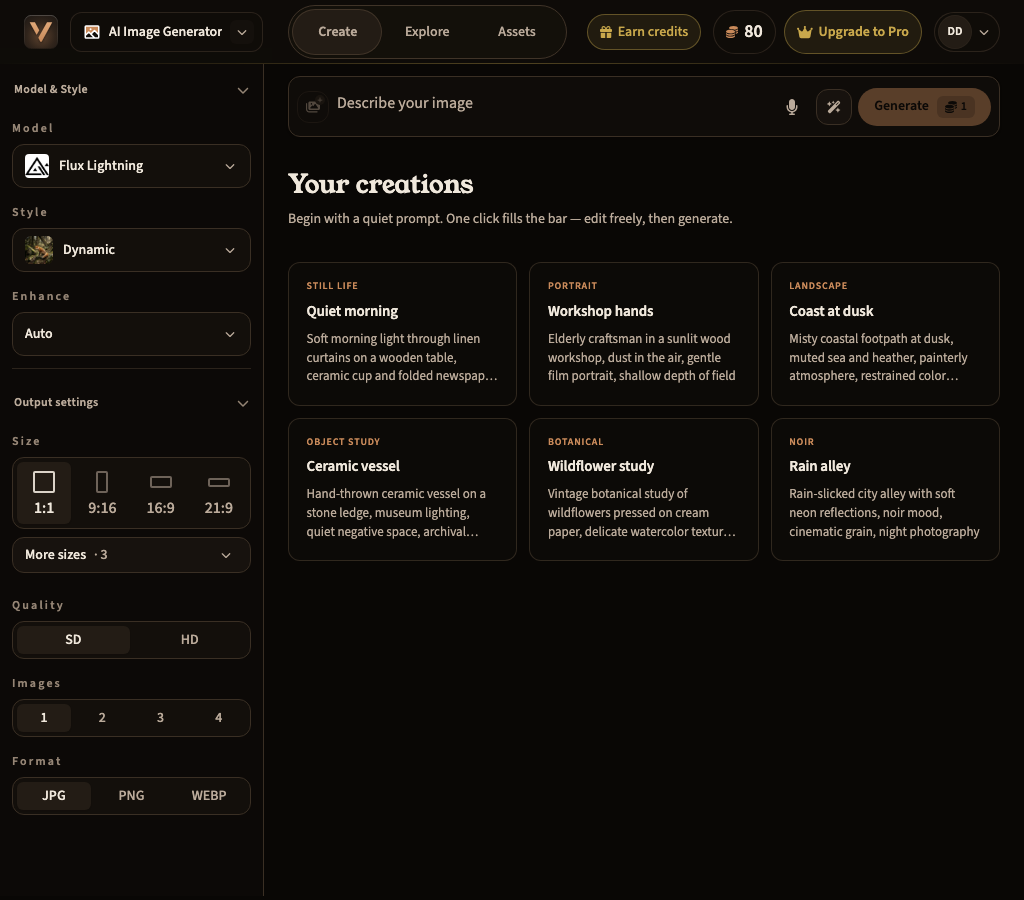 AI Image Generator
Create
Explore
Assets
Earn credits
80
Upgrade to Pro
DD
Model & Style
Model
Flux Lightning
Style
Dynamic
Enhance
Auto
Output settings
Size
1:1
9:16
16:9
21:9
More sizes · 3
Quality
SD
HD
Images
1
2
3
4
Format
JPG
PNG
WEBP
Describe your image
Generate
1
Your creations
Begin with a quiet prompt. One click fills the bar — edit freely, then generate.
STILL LIFE
Quiet morning
Soft morning light through linen
curtains on a wooden table,
ceramic cup and folded newspap…
PORTRAIT
Workshop hands
Elderly craftsman in a sunlit wood
workshop, dust in the air, gentle
film portrait, shallow depth of field
LANDSCAPE
Coast at dusk
Misty coastal footpath at dusk,
muted sea and heather, painterly
atmosphere, restrained color…
OBJECT STUDY
Ceramic vessel
Hand-thrown ceramic vessel on a
stone ledge, museum lighting,
quiet negative space, archival…
BOTANICAL
Wildflower study
Vintage botanical study of
wildflowers pressed on cream
paper, delicate watercolor textur…
NOIR
Rain alley
Rain-slicked city alley with soft
neon reflections, noir mood,
cinematic grain, night photography